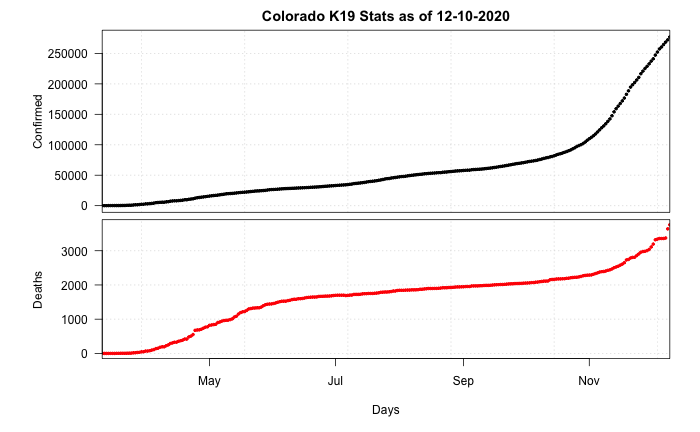 Colorado K19 Stats as of 12-10-2020
Confirmed
250000
200000
150000
100000
50000
0
Deaths
3000
2000
1000
0
May Jul Sep Nov
Days